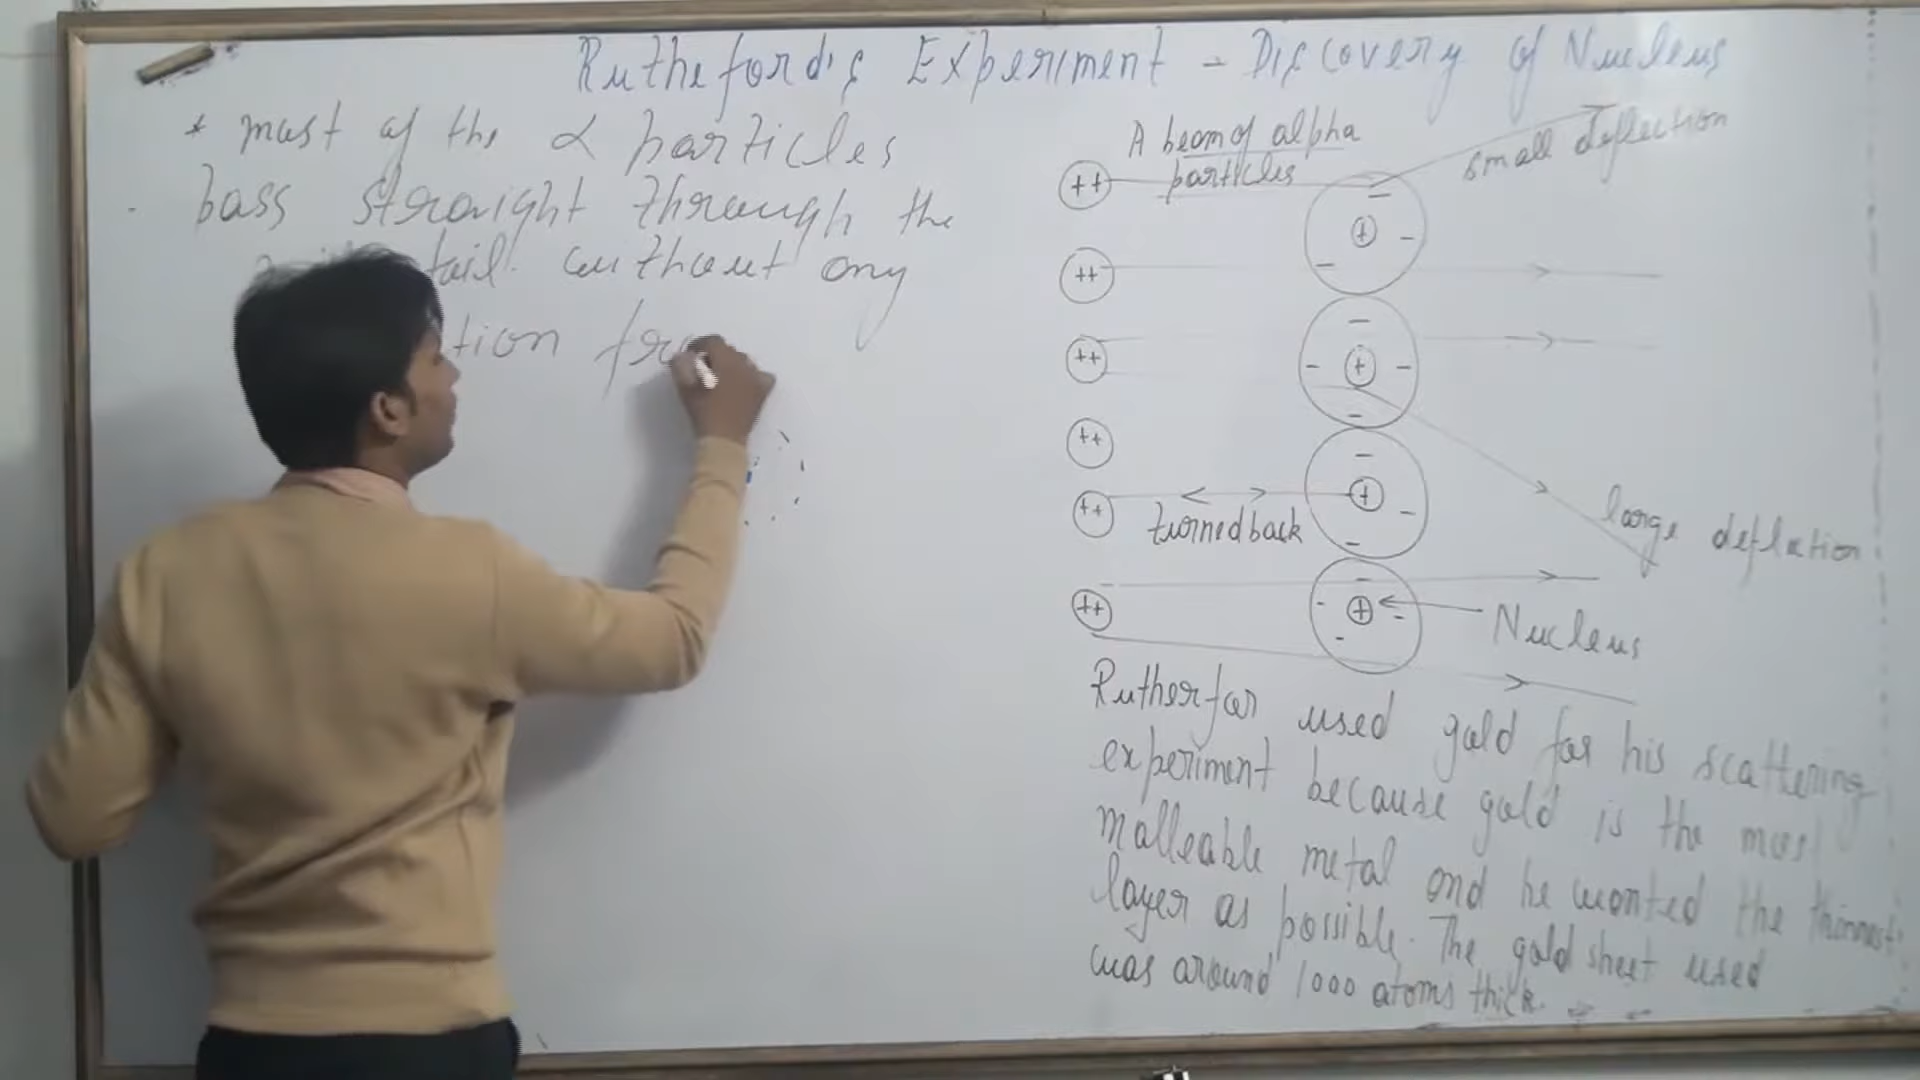 Rutheford's Experiment - Discovery of Nucleus
* most of the α particles
pass straight through the
foil without any
tion fro
A beam of alpha
particles
small deflection
++
++
++
++
++
turned back
large deflection
++
Nucleus
Rutherfor used gold for his scattering
experiment because gold is the most
malleable metal and he wanted the thinnest
layer as possible. The gold sheet used
was around 1000 atoms thick.